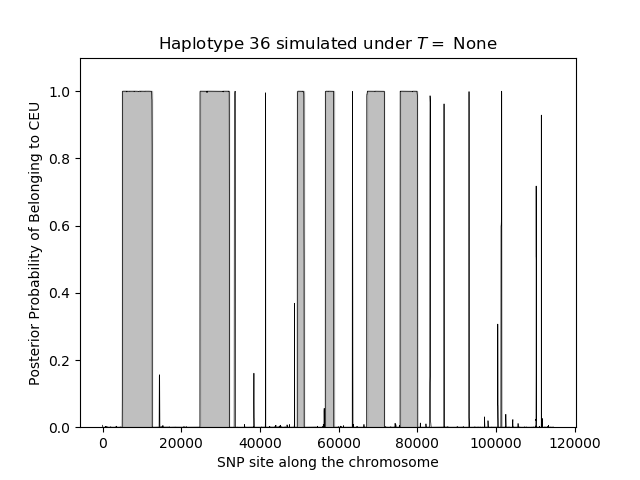 Haplotype 36 simulated under T = None
Posterior Probability of Belonging to CEU
1.0
0.8
0.6
0.4
0.2
0.0
0 20000 40000 60000 80000 100000 120000
SNP site along the chromosome